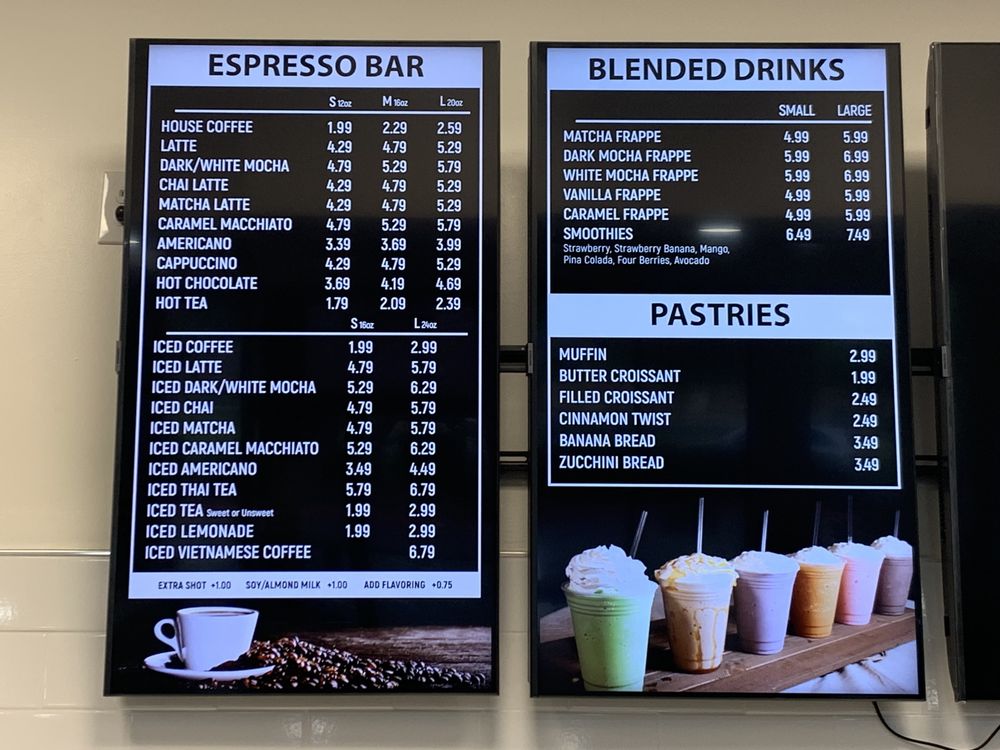 ESPRESSO BAR
S 12oz M 16oz L 20oz
HOUSE COFFEE 1.99 2.29 2.59
LATTE 4.29 4.79 5.29
DARK/WHITE MOCHA 4.79 5.29 5.79
CHAI LATTE 4.29 4.79 5.29
MATCHA LATTE 4.29 4.79 5.29
CARAMEL MACCHIATO 4.79 5.29 5.79
AMERICANO 3.39 3.69 3.99
CAPPUCCINO 4.29 4.79 5.29
HOT CHOCOLATE 3.69 4.19 4.69
HOT TEA 1.79 2.09 2.39
S 16oz L 24oz
ICED COFFEE 1.99 2.99
ICED LATTE 4.79 5.79
ICED DARK/WHITE MOCHA 5.29 6.29
ICED CHAI 4.79 5.79
ICED MATCHA 4.79 5.79
ICED CARAMEL MACCHIATO 5.29 6.29
ICED AMERICANO 3.49 4.49
ICED THAI TEA 5.79 6.79
ICED TEA Sweet or Unsweet 1.99 2.99
ICED LEMONADE 1.99 2.99
ICED VIETNAMESE COFFEE 6.79
EXTRA SHOT +1.00 SOY/ALMOND MILK +1.00 ADD FLAVORING +0.75
BLENDED DRINKS
SMALL LARGE
MATCHA FRAPPE 4.99 5.99
DARK MOCHA FRAPPE 5.99 6.99
WHITE MOCHA FRAPPE 5.99 6.99
VANILLA FRAPPE 4.99 5.99
CARAMEL FRAPPE 4.99 5.99
SMOOTHIES 6.49 7.49
Strawberry, Strawberry Banana, Mango,
Pina Colada, Four Berries, Avocado
PASTRIES
MUFFIN 2.99
BUTTER CROISSANT 1.99
FILLED CROISSANT 2.49
CINNAMON TWIST 2.49
BANANA BREAD 3.49
ZUCCHINI BREAD 3.49